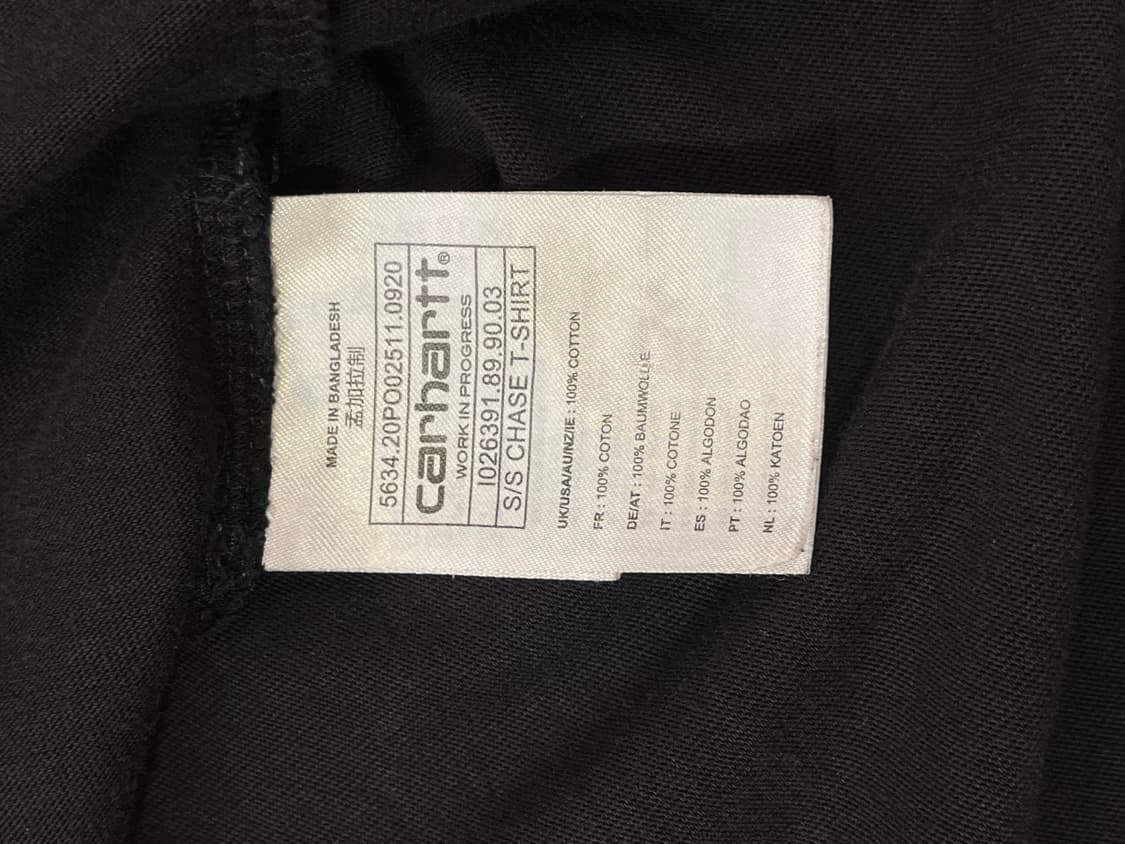 MADE IN BANGLADESH
孟加拉制
5634.20PO02511.0920
carhartt®
WORK IN PROGRESS
I026391.89.90.03
S/S CHASE T-SHIRT
UK/USA/AU/NZ/IE : 100% COTTON
FR : 100% COTON
DE/AT : 100% BAUMWOLLE
IT : 100% COTONE
ES : 100% ALGODON
PT : 100% ALGODAO
NL : 100% KATOEN